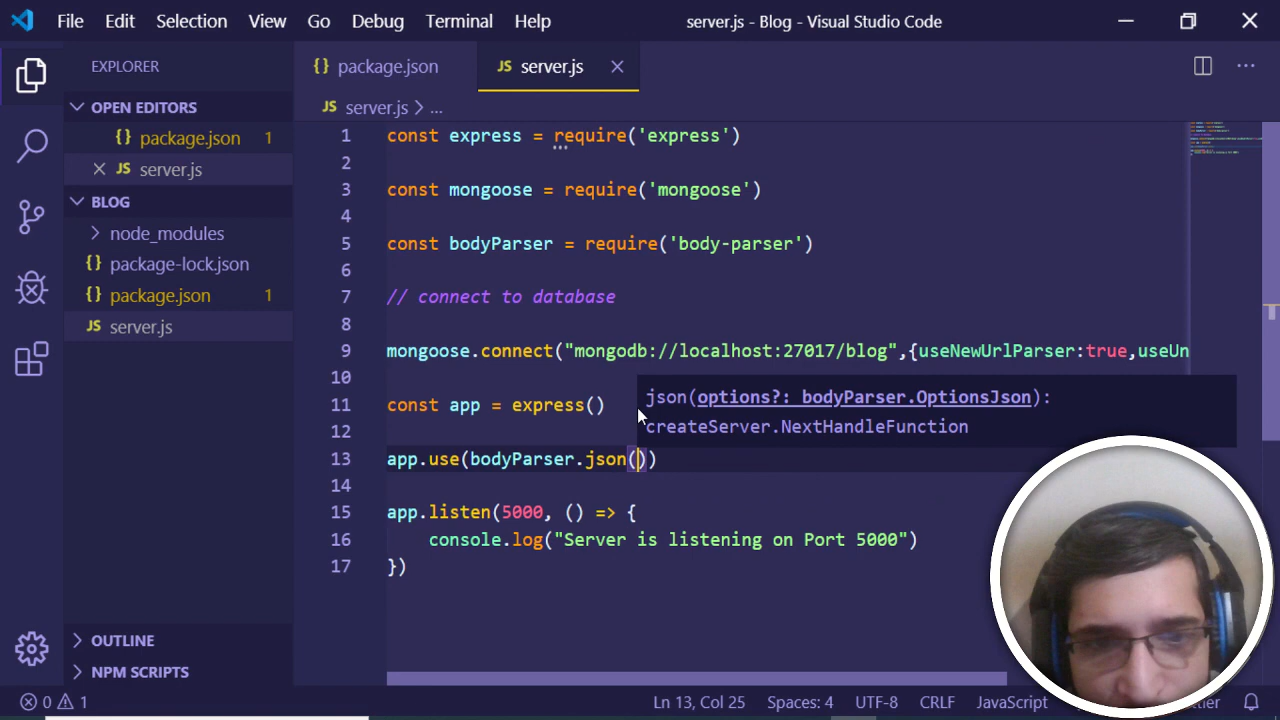 File Edit Selection View Go Debug Terminal Help server.js - Blog - Visual Studio Code
EXPLORER
OPEN EDITORS
{} package.json 1
JS server.js
BLOG
node_modules
{} package-lock.json
{} package.json 1
JS server.js
OUTLINE
NPM SCRIPTS
{} package.json JS server.js
JS server.js > ...
1 const express = require('express')
2
3 const mongoose = require('mongoose')
4
5 const bodyParser = require('body-parser')
6
7 // connect to database
8
9 mongoose.connect("mongodb://localhost:27017/blog",{useNewUrlParser:true,useUn
10
11 const app = express()
12
13 app.use(bodyParser.json())
14
15 app.listen(5000, () => {
16 console.log("Server is listening on Port 5000")
17 })
json(options?: bodyParser.OptionsJson):
createServer.NextHandleFunction
0 1 Ln 13, Col 25 Spaces: 4 UTF-8 CRLF JavaScript